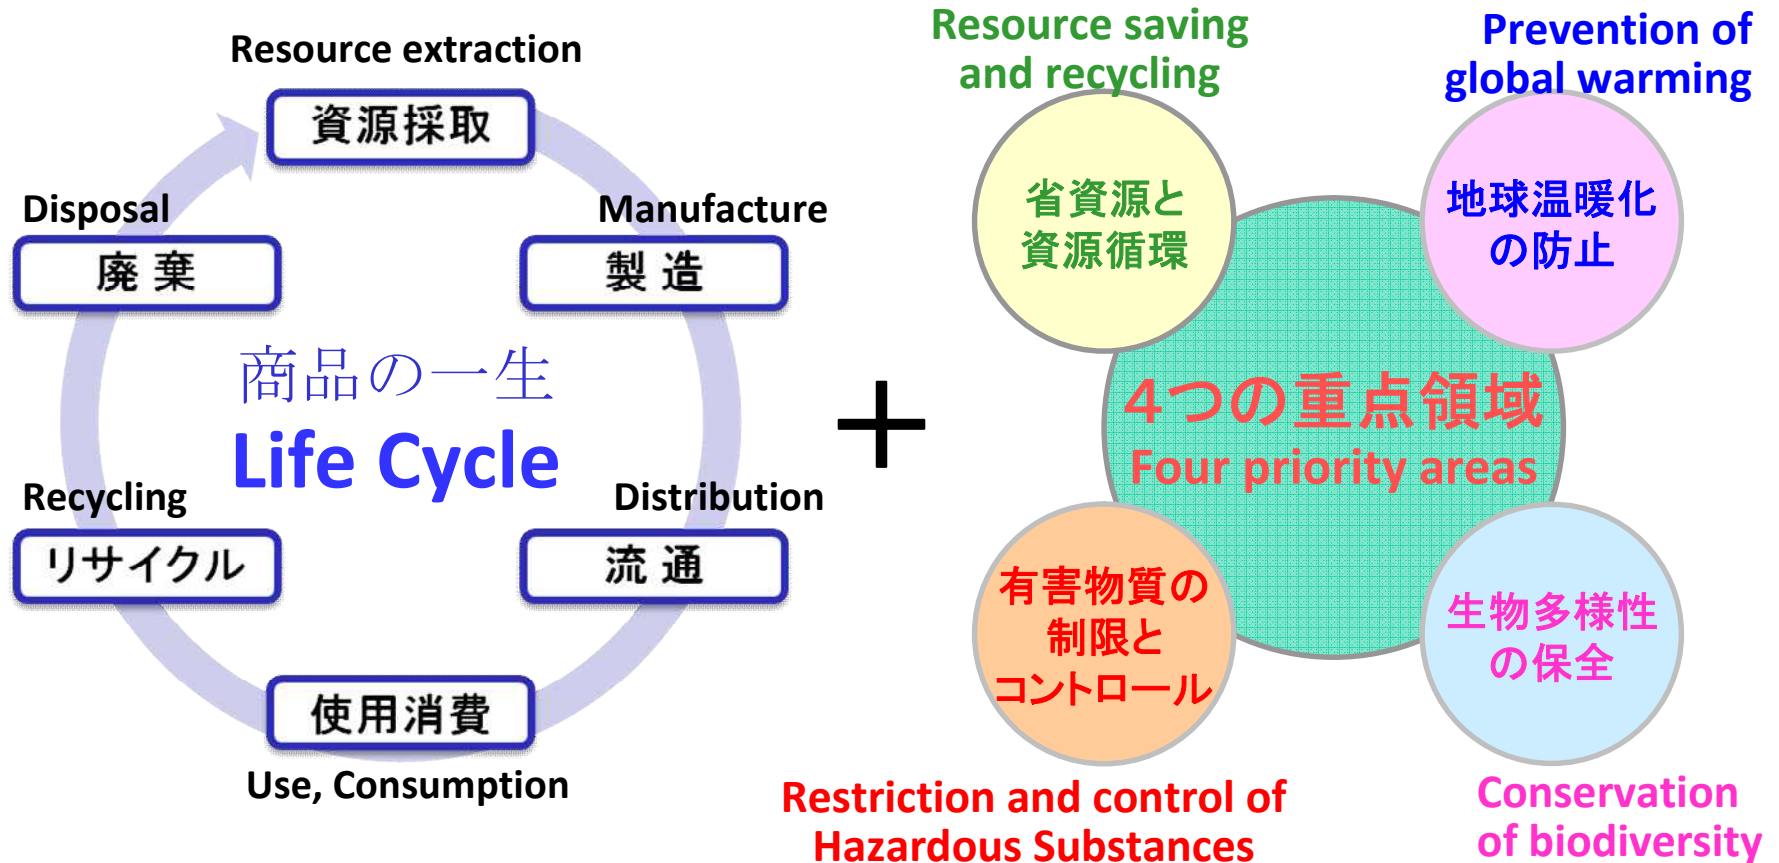 Resource extraction
資源採取
Disposal
廃 棄
Manufacture
製 造
商品の一生
Life Cycle
Recycling
リサイクル
Distribution
流 通
使用消費
Use, Consumption
+
Resource saving
and recycling
省資源と
資源循環
Prevention of
global warming
地球温暖化
の防止
４つの重点領域
Four priority areas
有害物質の
制限と
コントロール
Restriction and control of
Hazardous Substances
生物多様性
の保全
Conservation
of biodiversity